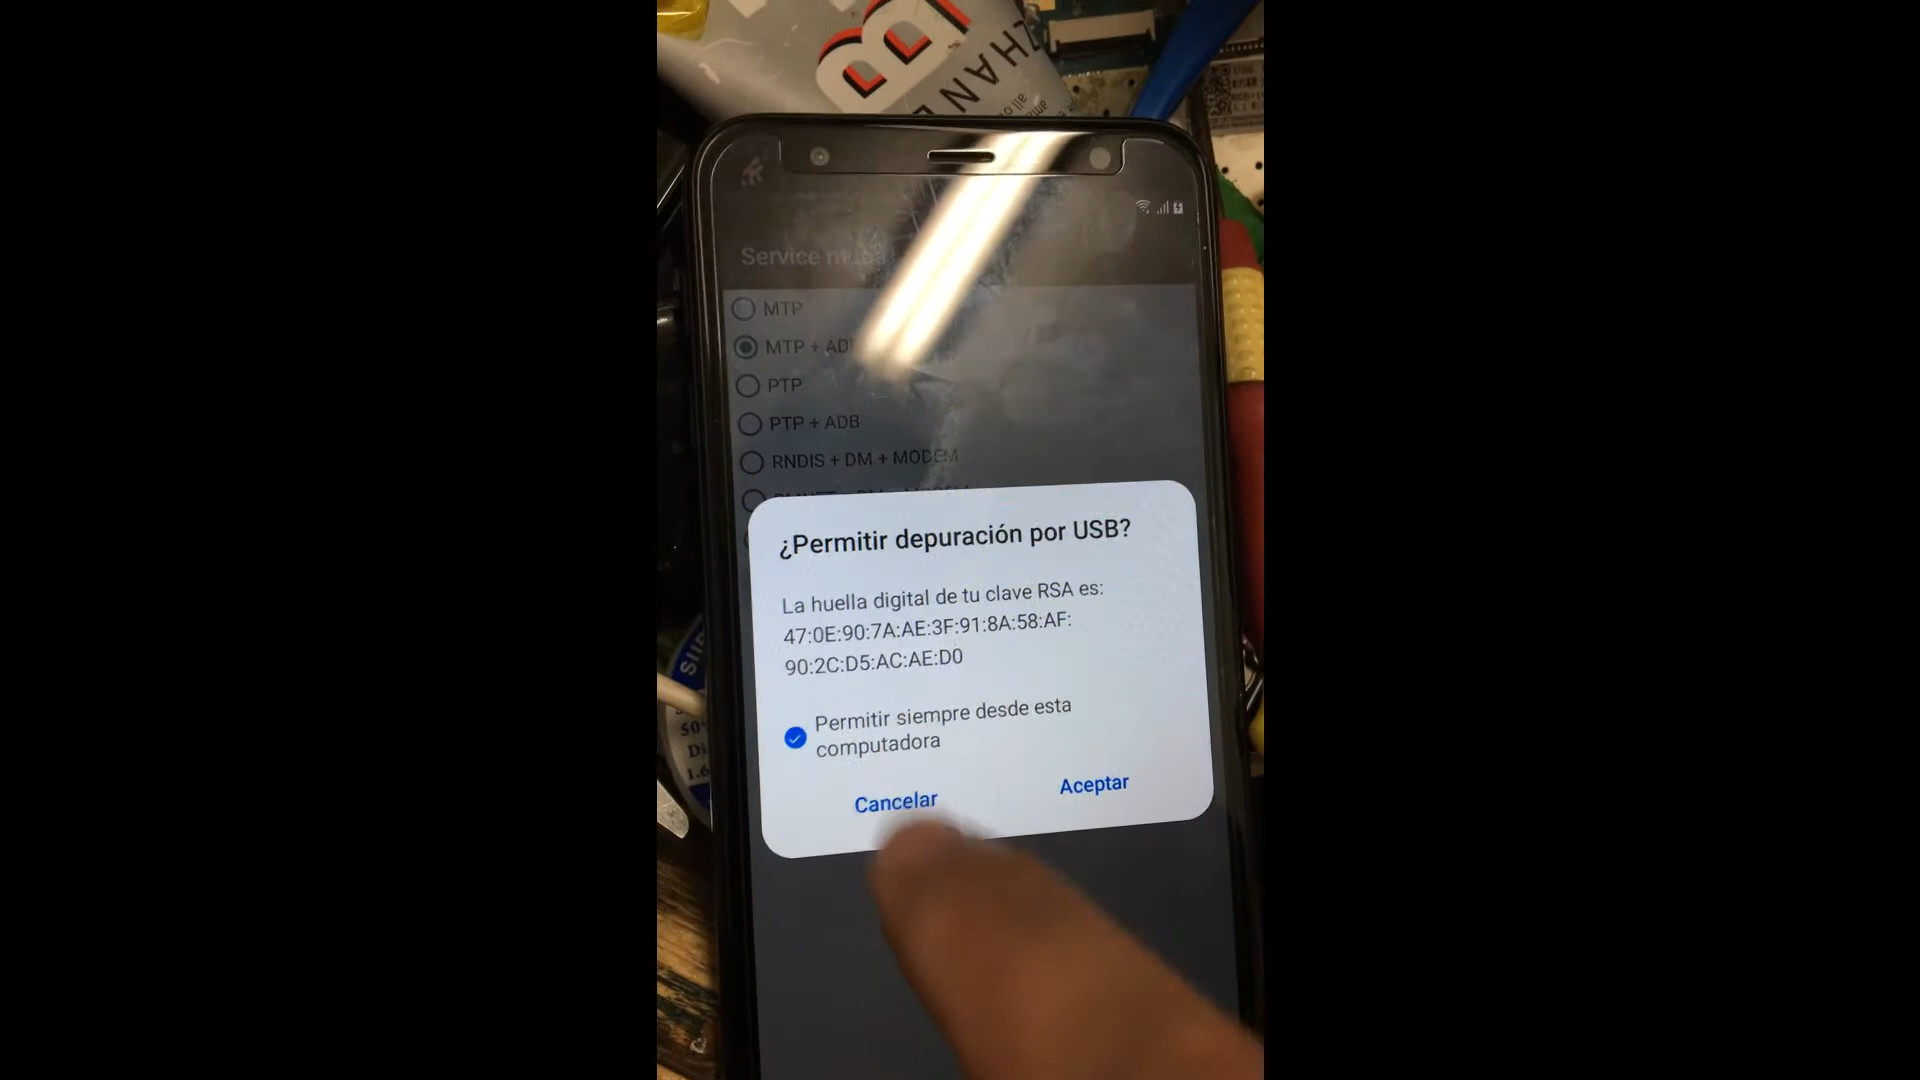 ZHAN
Service
MTP
MTP + AD
PTP
PTP + ADB
RNDIS + DM + MODEM
¿Permitir depuración por USB?
La huella digital de tu clave RSA es:
47:0E:90:7A:AE:3F:91:8A:58:AF:
90:2C:D5:AC:AE:D0
Permitir siempre desde esta
computadora
Cancelar
Aceptar